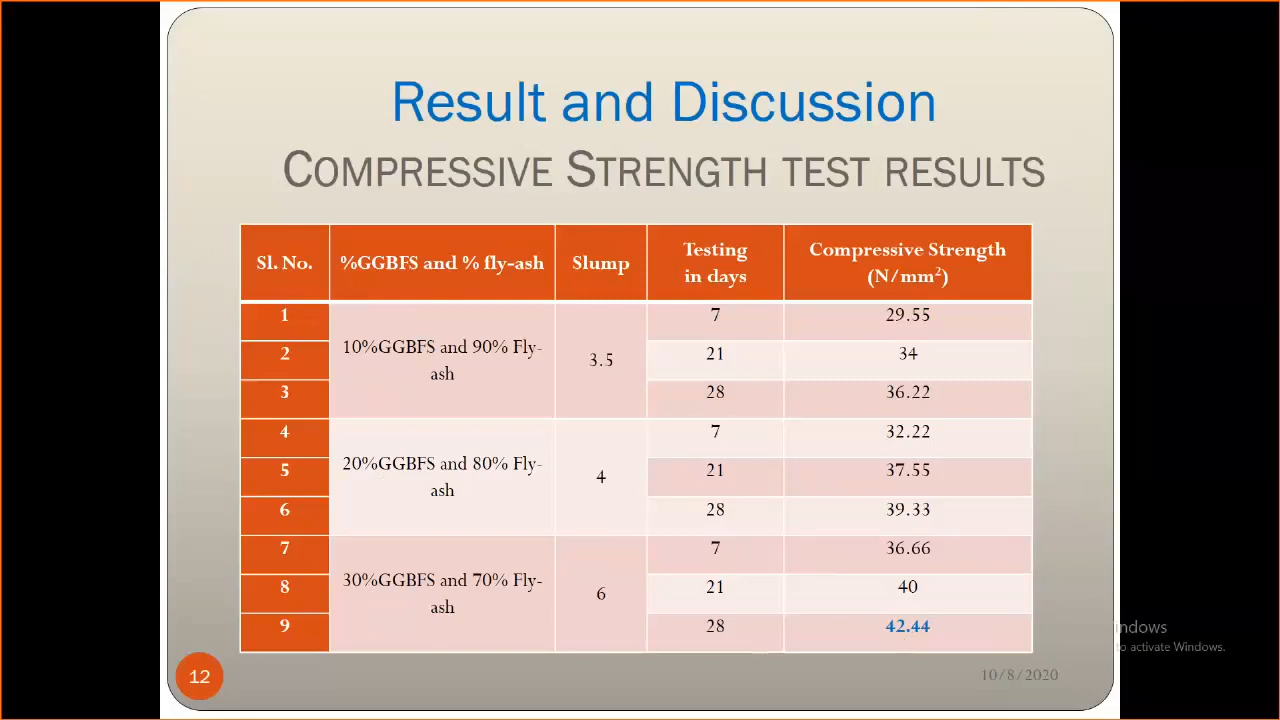 Result and Discussion
COMPRESSIVE STRENGTH TEST RESULTS
Sl. No. %GGBFS and % fly-ash Slump Testing in days Compressive Strength (N/mm²)
1 10%GGBFS and 90% Fly-ash 3.5 7 29.55
2 21 34
3 28 36.22
4 20%GGBFS and 80% Fly-ash 4 7 32.22
5 21 37.55
6 28 39.33
7 30%GGBFS and 70% Fly-ash 6 7 36.66
8 21 40
9 28 42.44
12
10/8/2020
indows
to activate Windows.